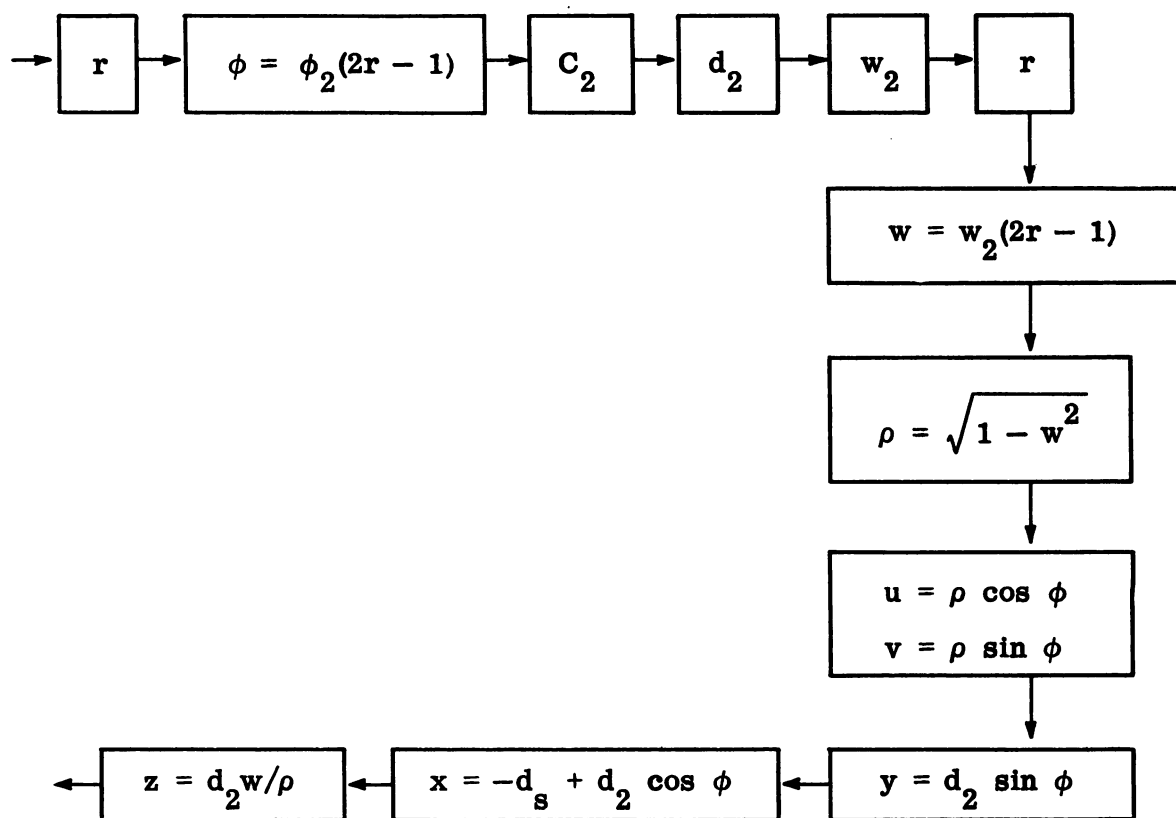 r
ϕ = ϕ₂(2r − 1)
C₂
d₂
w₂
r
w = w₂(2r − 1)
ρ = √(1 − w²)
u = ρ cos ϕ
v = ρ sin ϕ
z = d₂w/ρ
x = −dₛ + d₂ cos ϕ
y = d₂ sin ϕ